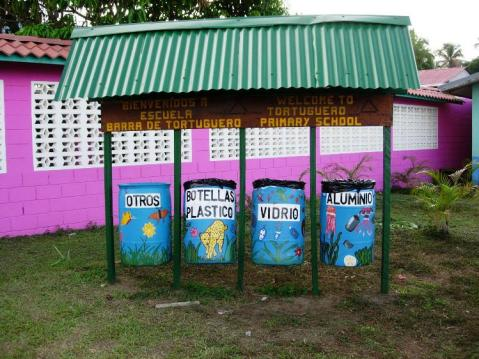 BIENVENIDOS A
ESCUELA
BARRA DE TORTUGUERO
WELCOME TO
TORTUGUERO
PRIMARY SCHOOL
OTROS
BOTELLAS
PLASTICO
VIDRIO
ALUMINIO